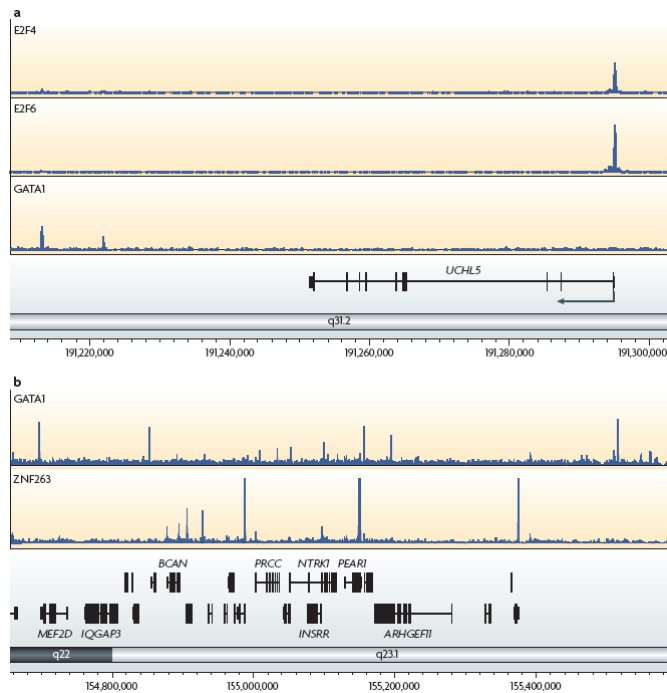 a
E2F4
E2F6
GATA1
UCHL5
q31.2
191,220,000 191,240,000 191,260,000 191,280,000 191,300,000
b
GATA1
ZNF263
BCAN PRCC NTRK1 PEAR1
MEF2D IQGAP3 INSRR ARHGEF11
q22 q23.1
154,800,000 155,000,000 155,200,000 155,400,000